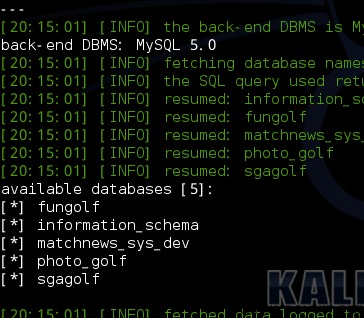 ---
[20:15:01] [INFO] the back-end DBMS is My
back-end DBMS: MySQL 5.0
[20:15:01] [INFO] fetching database names
[20:15:01] [INFO] the SQL query used retu
[20:15:01] [INFO] resumed: information_sc
[20:15:01] [INFO] resumed: fungolf
[20:15:01] [INFO] resumed: matchnews_sys_dev
[20:15:01] [INFO] resumed: photo_golf
[20:15:01] [INFO] resumed: sgagolf
available databases [5]:
[*] fungolf
[*] information_schema
[*] matchnews_sys_dev
[*] photo_golf
[*] sgagolf
KALI
[20:15:01] [INFO] fetched data logged to